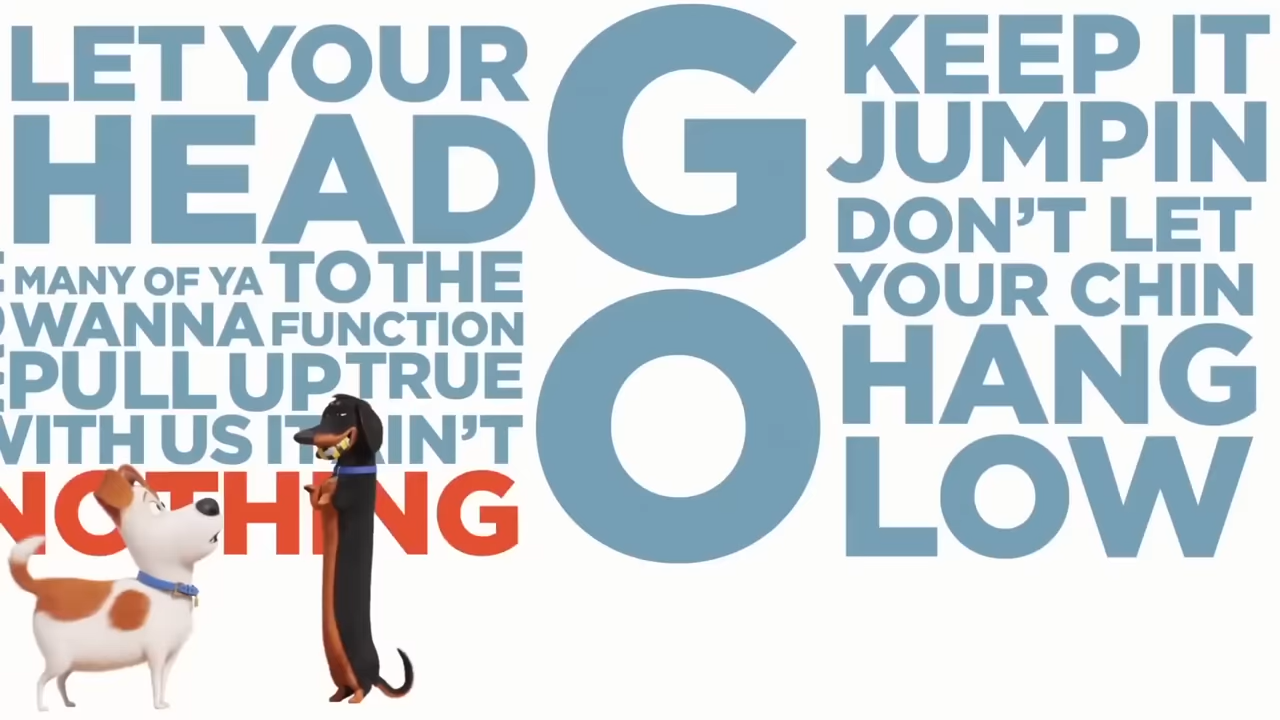 LET YOUR
HEAD
MANY OF YA TO THE
WANNA FUNCTION
PULL UP TRUE
WITH US IT AIN'T
NOTHING
GO
KEEP IT
JUMPIN
DON'T LET
YOUR CHIN
HANG
LOW